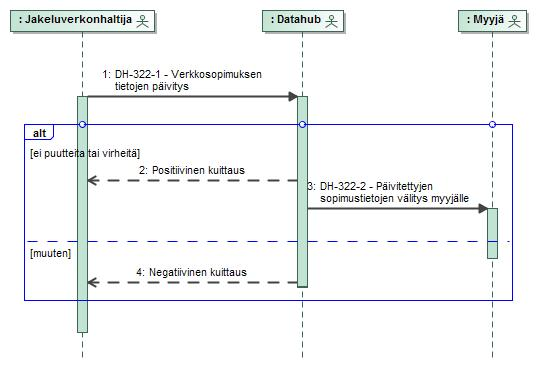 : Jakeluverkonhaltija
: Datahub
: Myyjä
1: DH-322-1 - Verkkosopimuksen
tietojen päivitys
alt
[ei puutteita tai virheitä]
2: Positiivinen kuittaus
3: DH-322-2 - Päivitettyjen
sopimustietojen välitys myyjälle
[muuten]
4: Negatiivinen kuittaus